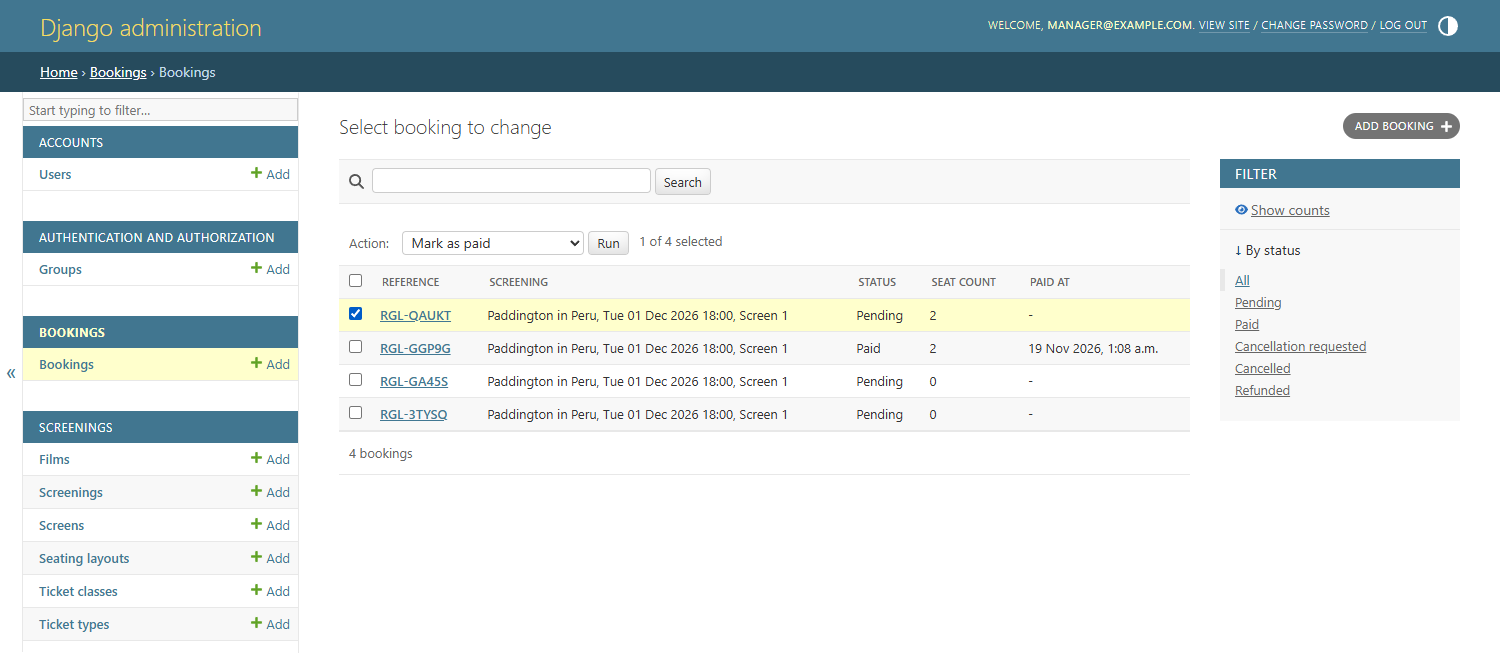 Django administration
WELCOME, MANAGER@EXAMPLE.COM. VIEW SITE / CHANGE PASSWORD / LOG OUT
Home › Bookings › Bookings
Start typing to filter...
ACCOUNTS
Users Add
AUTHENTICATION AND AUTHORIZATION
Groups Add
BOOKINGS
Bookings Add
SCREENINGS
Films Add
Screenings Add
Screens Add
Seating layouts Add
Ticket classes Add
Ticket types Add
«
Select booking to change
ADD BOOKING
Search
Action: Mark as paid Run 1 of 4 selected
REFERENCE SCREENING STATUS SEAT COUNT PAID AT
RGL-QAUKT Paddington in Peru, Tue 01 Dec 2026 18:00, Screen 1 Pending 2 -
RGL-GGP9G Paddington in Peru, Tue 01 Dec 2026 18:00, Screen 1 Paid 2 19 Nov 2026, 1:08 a.m.
RGL-GA45S Paddington in Peru, Tue 01 Dec 2026 18:00, Screen 1 Pending 0 -
RGL-3TYSQ Paddington in Peru, Tue 01 Dec 2026 18:00, Screen 1 Pending 0 -
4 bookings
FILTER
Show counts
↓ By status
All
Pending
Paid
Cancellation requested
Cancelled
Refunded